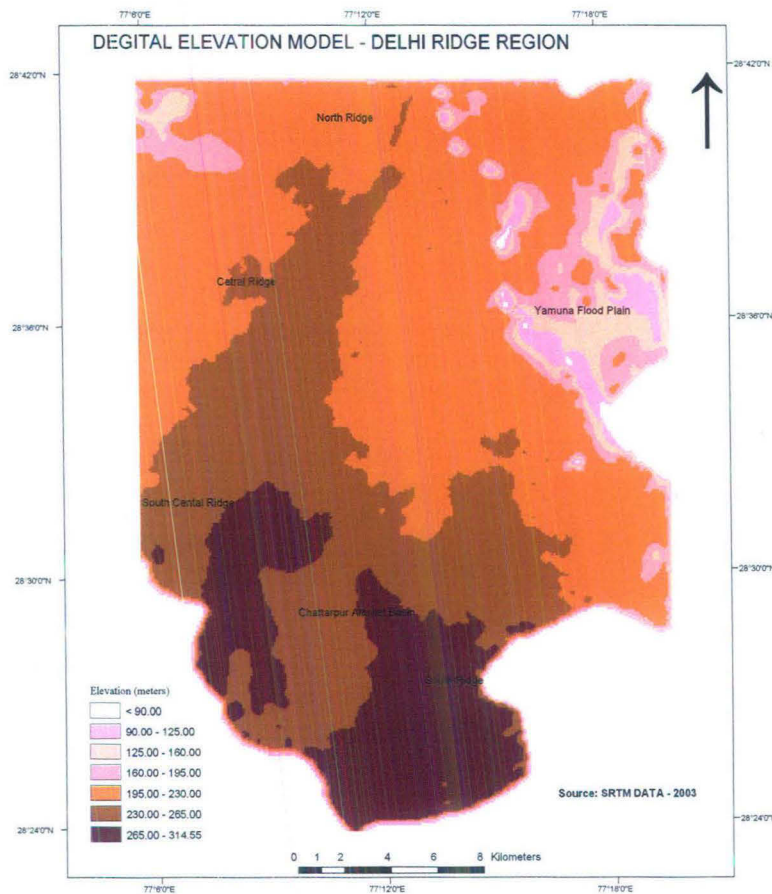 77°6'0"E 77°12'0"E 77°18'0"E
DEGITAL ELEVATION MODEL - DELHI RIDGE REGION
28°42'0"N 28°42'0"N
North Ridge
Cetral Ridge
Yamuna Flood Plain
28°36'0"N 28°36'0"N
South Cental Ridge
28°30'0"N 28°30'0"N
Chattarpur Alluvial Basin
South Ridge
Elevation (meters)
< 90.00
90.00 - 125.00
125.00 - 160.00
160.00 - 195.00
195.00 - 230.00
230.00 - 265.00
265.00 - 314.55
Source: SRTM DATA - 2003
28°24'0"N 28°24'0"N
0 1 2 4 6 8 Kilometers
77°6'0"E 77°12'0"E 77°18'0"E